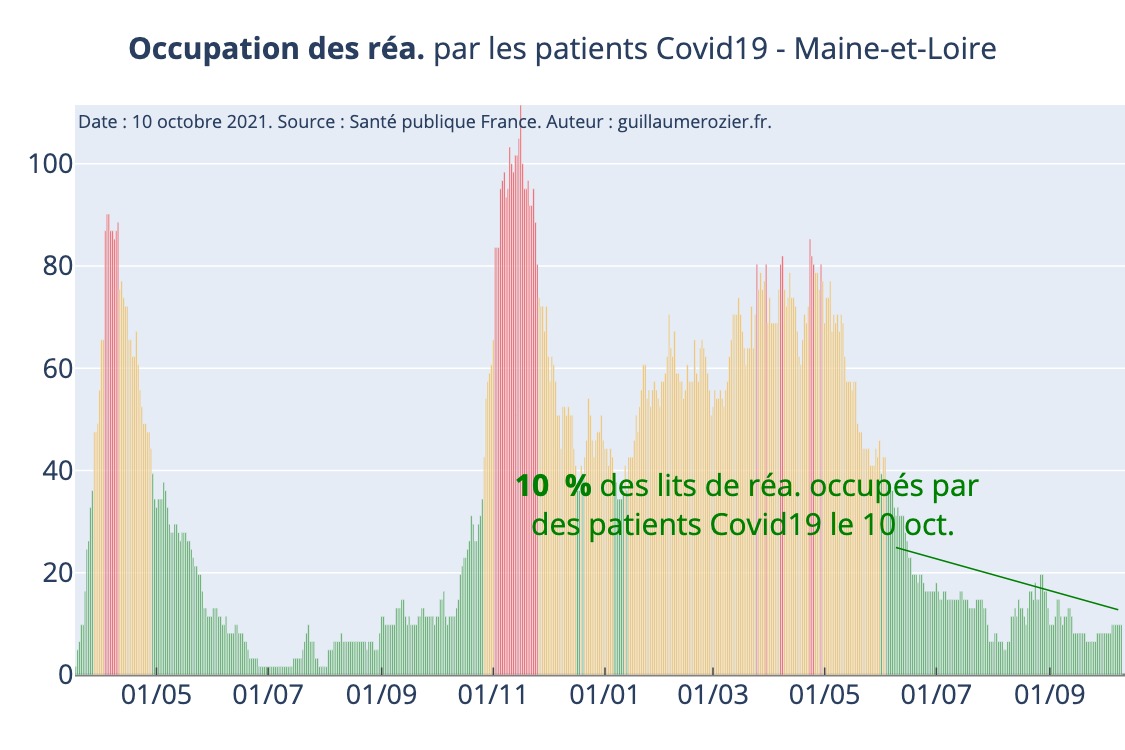 Occupation des réa. par les patients Covid19 - Maine-et-Loire
Date : 10 octobre 2021. Source : Santé publique France. Auteur : guillaumerozier.fr.
100
80
60
40
10 % des lits de réa. occupés par
des patients Covid19 le 10 oct.
20
0
01/05 01/07 01/09 01/11 01/01 01/03 01/05 01/07 01/09